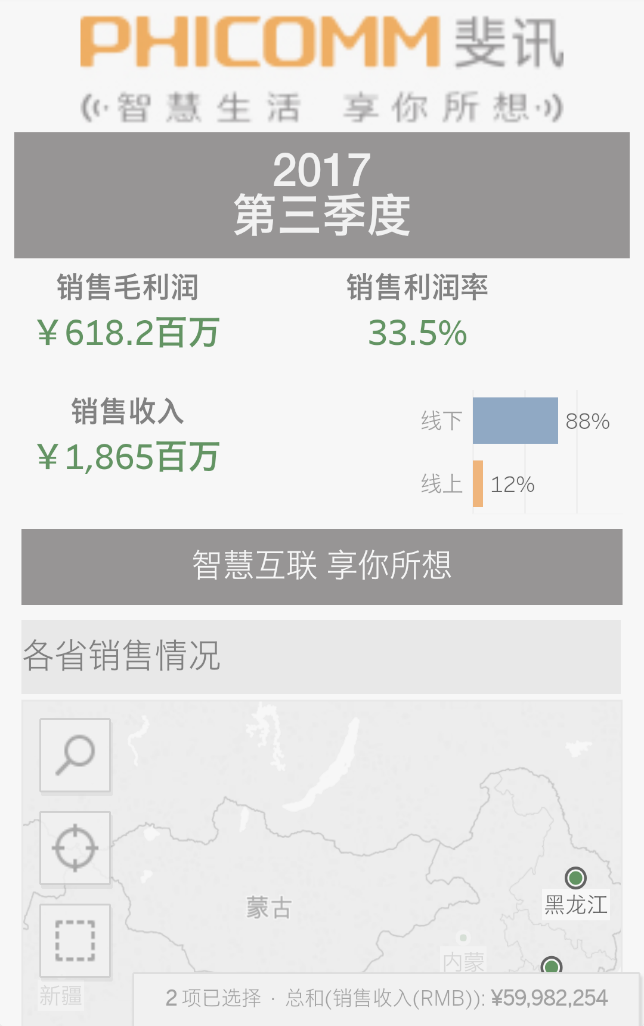 PHICOMM 斐讯
智慧生活 享你所想
2017
第三季度
销售毛利润
￥618.2百万
销售利润率
33.5%
销售收入
￥1,865百万
线下 88%
线上 12%
智慧互联 享你所想
各省销售情况
黑龙江
蒙古
内蒙
新疆
2 项已选择 · 总和(销售收入(RMB)): ¥59,982,254